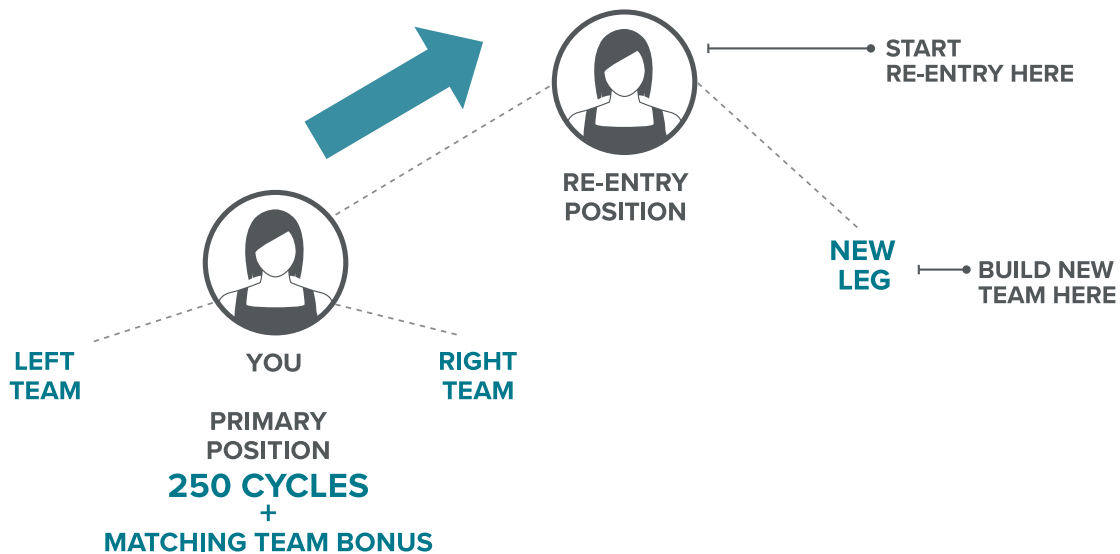 START
RE-ENTRY HERE
RE-ENTRY
POSITION
NEW
LEG
BUILD NEW
TEAM HERE
LEFT
TEAM
YOU
RIGHT
TEAM
PRIMARY
POSITION
250 CYCLES
+
MATCHING TEAM BONUS